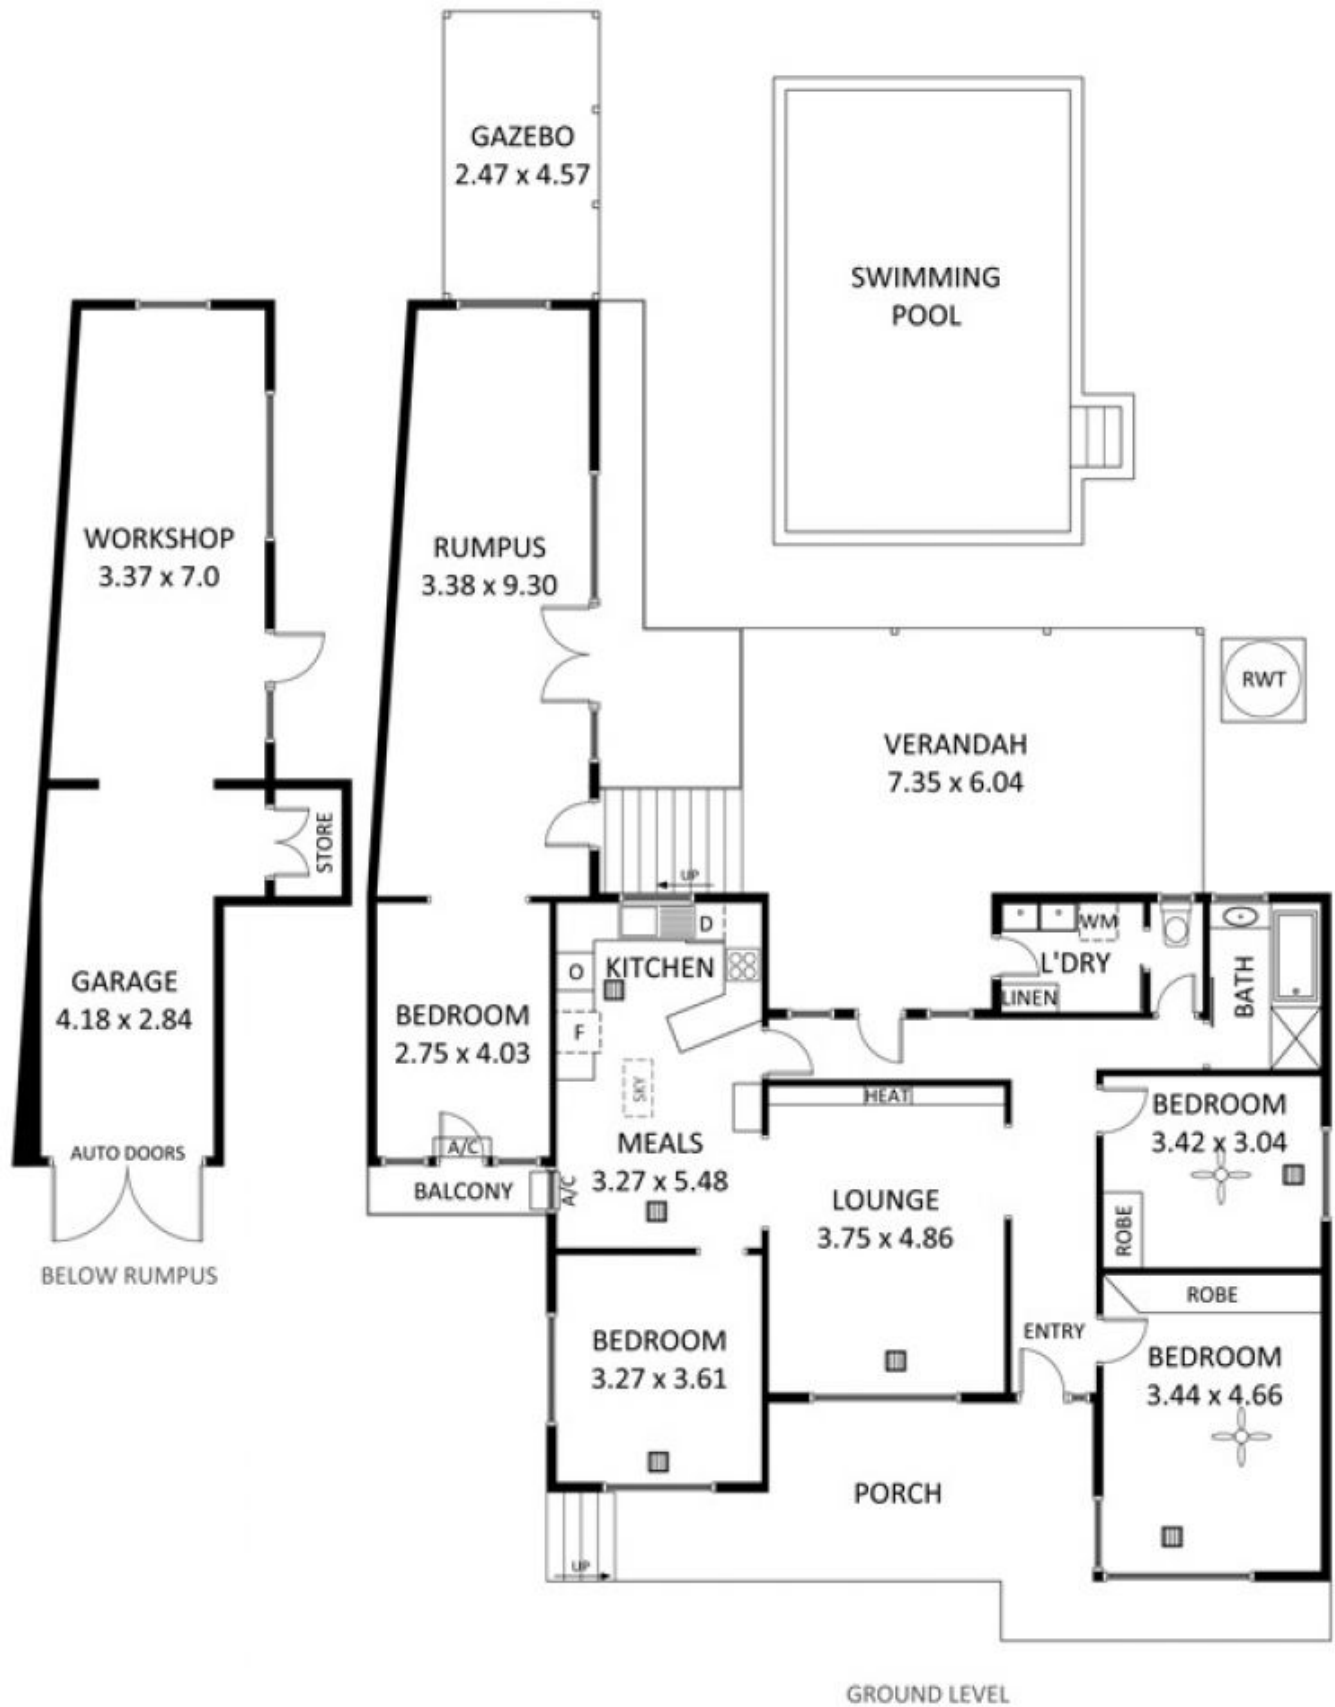 GAZEBO
2.47 x 4.57
SWIMMING
POOL
WORKSHOP
3.37 x 7.0
RUMPUS
3.38 x 9.30
RWT
VERANDAH
7.35 x 6.04
STORE
UP
D
WM
O
KITCHEN
L'DRY
BATH
LINEN
GARAGE
4.18 x 2.84
BEDROOM
2.75 x 4.03
F
SKY
HEAT
BEDROOM
3.42 x 3.04
AUTO DOORS
A/C
BALCONY
A/C
MEALS
3.27 x 5.48
LOUNGE
3.75 x 4.86
ROBE
BELOW RUMPUS
ROBE
BEDROOM
3.27 x 3.61
ENTRY
BEDROOM
3.44 x 4.66
PORCH
UP
GROUND LEVEL